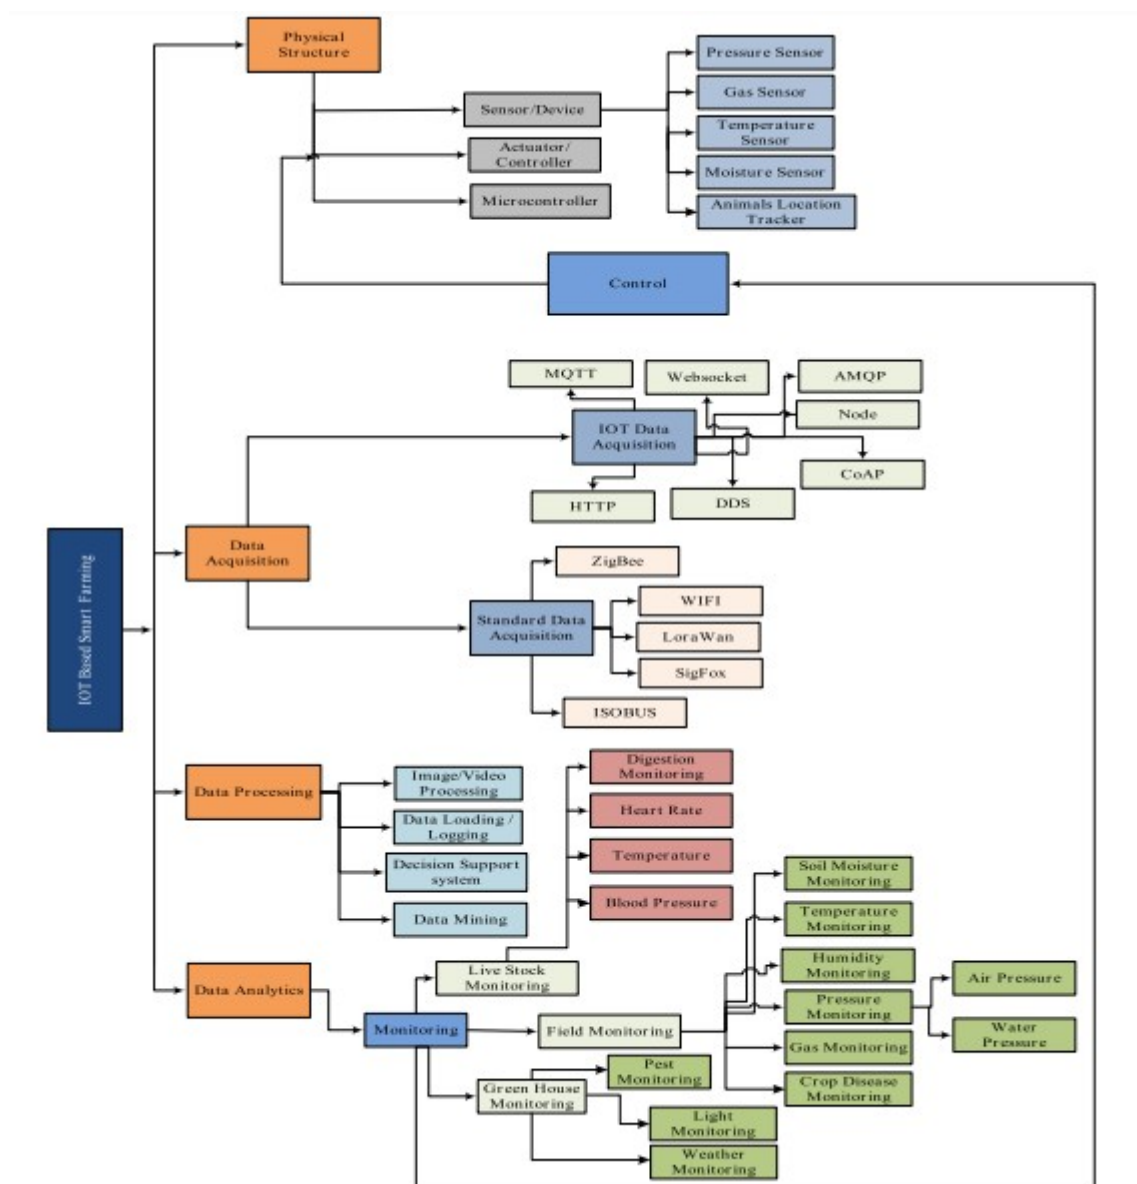 Physical
Structure
Pressure Sensor
Gas Sensor
Sensor/Device
Temperature
Sensor
Actuator/
Controller
Moisture Sensor
Microcontroller
Animals Location
Tracker
Control
MQTT
Websocket
AMQP
Node
IOT Data
Acquisition
CoAP
HTTP
DDS
IOT Based Smart Farming
Data
Acquisition
ZigBee
WIFI
Standard Data
Acquisition
LoraWan
SigFox
ISOBUS
Data Processing
Image/Video
Processing
Data Loading /
Logging
Decision Support
system
Data Mining
Digestion
Monitoring
Heart Rate
Temperature
Blood Pressure
Soil Moisture
Monitoring
Temperature
Monitoring
Humidity
Monitoring
Pressure
Monitoring
Air Pressure
Water
Pressure
Gas Monitoring
Crop Disease
Monitoring
Data Analytics
Live Stock
Monitoring
Monitoring
Field Monitoring
Pest
Monitoring
Green House
Monitoring
Light
Monitoring
Weather
Monitoring